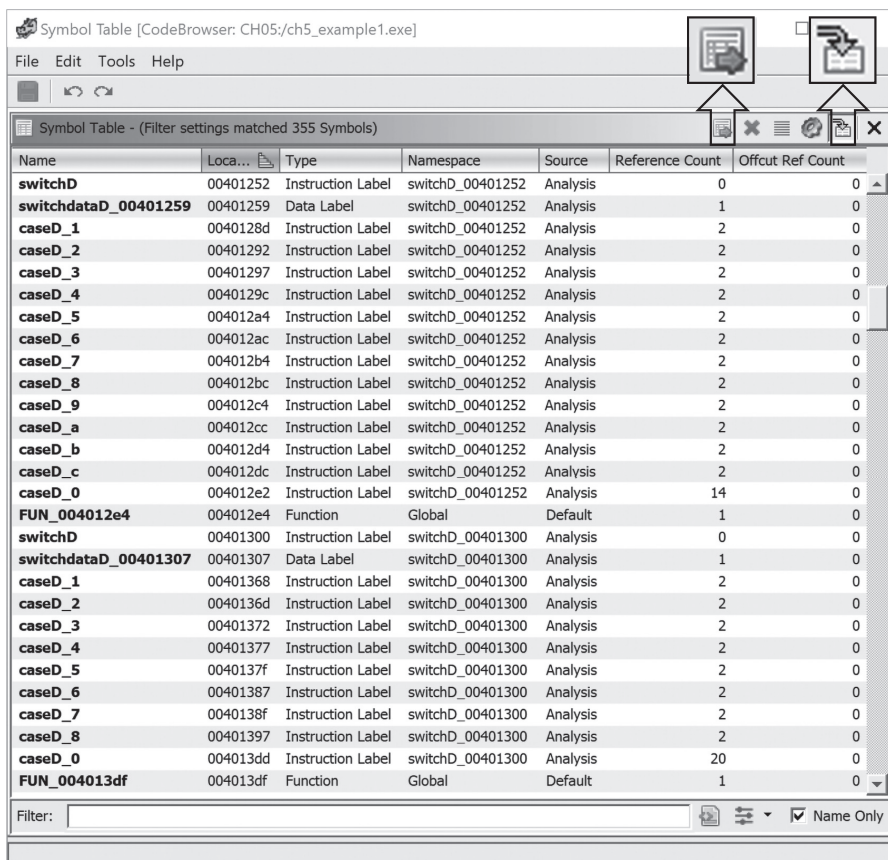 Symbol Table [CodeBrowser: CH05:/ch5_example1.exe]
File Edit Tools Help
Symbol Table - (Filter settings matched 355 Symbols)
Name Loca... Type Namespace Source Reference Count Offcut Ref Count
switchD 00401252 Instruction Label switchD_00401252 Analysis 0 0
switchdataD_00401259 00401259 Data Label switchD_00401252 Analysis 1 0
caseD_1 0040128d Instruction Label switchD_00401252 Analysis 2 0
caseD_2 00401292 Instruction Label switchD_00401252 Analysis 2 0
caseD_3 00401297 Instruction Label switchD_00401252 Analysis 2 0
caseD_4 0040129c Instruction Label switchD_00401252 Analysis 2 0
caseD_5 004012a4 Instruction Label switchD_00401252 Analysis 2 0
caseD_6 004012ac Instruction Label switchD_00401252 Analysis 2 0
caseD_7 004012b4 Instruction Label switchD_00401252 Analysis 2 0
caseD_8 004012bc Instruction Label switchD_00401252 Analysis 2 0
caseD_9 004012c4 Instruction Label switchD_00401252 Analysis 2 0
caseD_a 004012cc Instruction Label switchD_00401252 Analysis 2 0
caseD_b 004012d4 Instruction Label switchD_00401252 Analysis 2 0
caseD_c 004012dc Instruction Label switchD_00401252 Analysis 2 0
caseD_0 004012e2 Instruction Label switchD_00401252 Analysis 14 0
FUN_004012e4 004012e4 Function Global Default 1 0
switchD 00401300 Instruction Label switchD_00401300 Analysis 0 0
switchdataD_00401307 00401307 Data Label switchD_00401300 Analysis 1 0
caseD_1 00401368 Instruction Label switchD_00401300 Analysis 2 0
caseD_2 0040136d Instruction Label switchD_00401300 Analysis 2 0
caseD_3 00401372 Instruction Label switchD_00401300 Analysis 2 0
caseD_4 00401377 Instruction Label switchD_00401300 Analysis 2 0
caseD_5 0040137f Instruction Label switchD_00401300 Analysis 2 0
caseD_6 00401387 Instruction Label switchD_00401300 Analysis 2 0
caseD_7 0040138f Instruction Label switchD_00401300 Analysis 2 0
caseD_8 00401397 Instruction Label switchD_00401300 Analysis 2 0
caseD_0 004013dd Instruction Label switchD_00401300 Analysis 20 0
FUN_004013df 004013df Function Global Default 1 0
Filter: Name Only